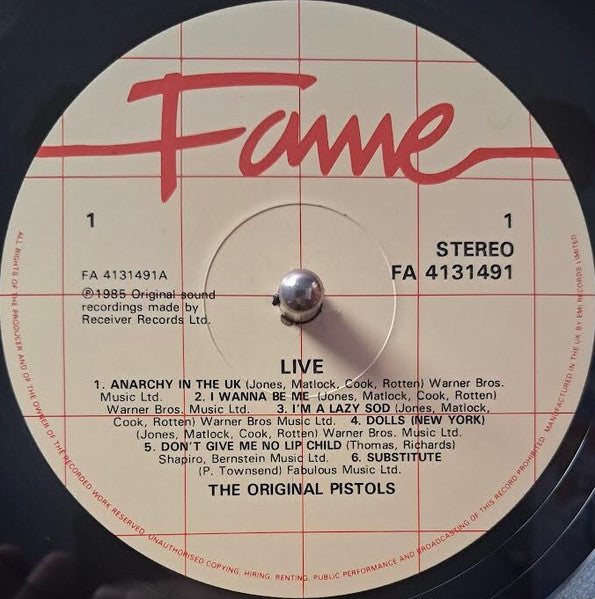 Fame
1
1
STEREO
FA 4131491A
FA 4131491
℗1985 Original sound
recordings made by
Receiver Records Ltd.
LIVE
1. ANARCHY IN THE UK (Jones, Matlock, Cook, Rotten) Warner Bros.
Music Ltd. 2. I WANNA BE ME (Jones, Matlock, Cook, Rotten)
Warner Bros. Music Ltd. 3. I'M A LAZY SOD (Jones, Matlock,
Cook, Rotten) Warner Bros Music Ltd. 4. DOLLS (NEW YORK)
(Jones, Matlock, Cook, Rotten) Warner Bros. Music Ltd.
5. DON'T GIVE ME NO LIP CHILD (Thomas, Richards)
Shapiro, Bernstein Music Ltd. 6. SUBSTITUTE
(P. Townsend) Fabulous Music Ltd.
THE ORIGINAL PISTOLS
ALL RIGHTS OF THE PRODUCER AND OF THE OWNER OF THE RECORDED WORK RESERVED. UNAUTHORISED COPYING, HIRING, RENTING, PUBLIC PERFORMANCE AND BROADCASTING OF THIS RECORD PROHIBITED. MANUFACTURED IN THE UK BY EMI RECORDS LIMITED